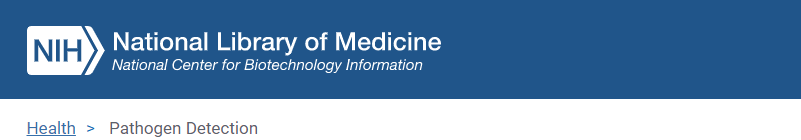 NIH National Library of Medicine
National Center for Biotechnology Information
Health > Pathogen Detection